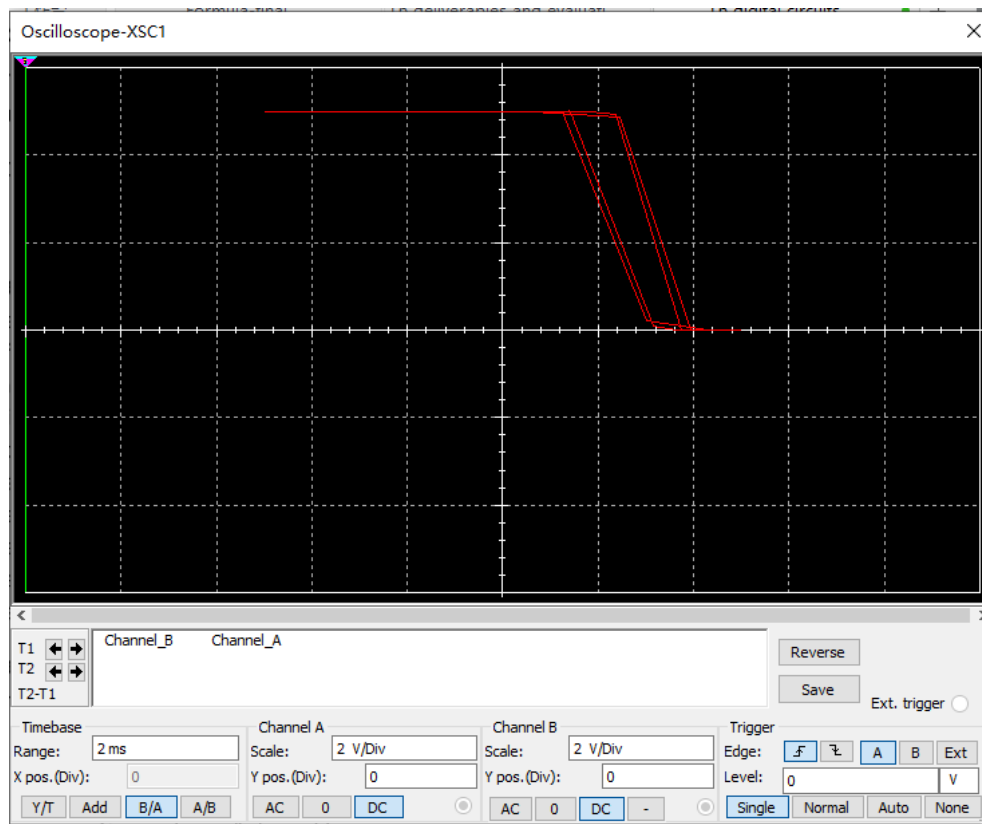 Formula-final
Oscilloscope-XSC1
T1
Channel_B Channel_A
T2
T2-T1
Reverse
Save
Ext. trigger
Timebase
Range: 2 ms
X pos.(Div): 0
Y/T Add B/A A/B
Channel A
Scale: 2 V/Div
Y pos.(Div): 0
AC 0 DC
Channel B
Scale: 2 V/Div
Y pos.(Div): 0
AC 0 DC -
Trigger
Edge: A B Ext
Level: 0 V
Single Normal Auto None